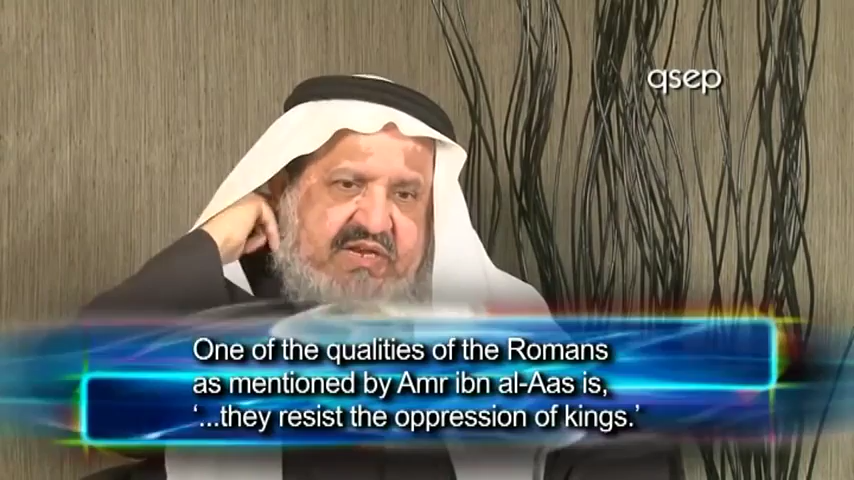 qsep
One of the qualities of the Romans
as mentioned by Amr ibn al-Aas is,
‘...they resist the oppression of kings.’